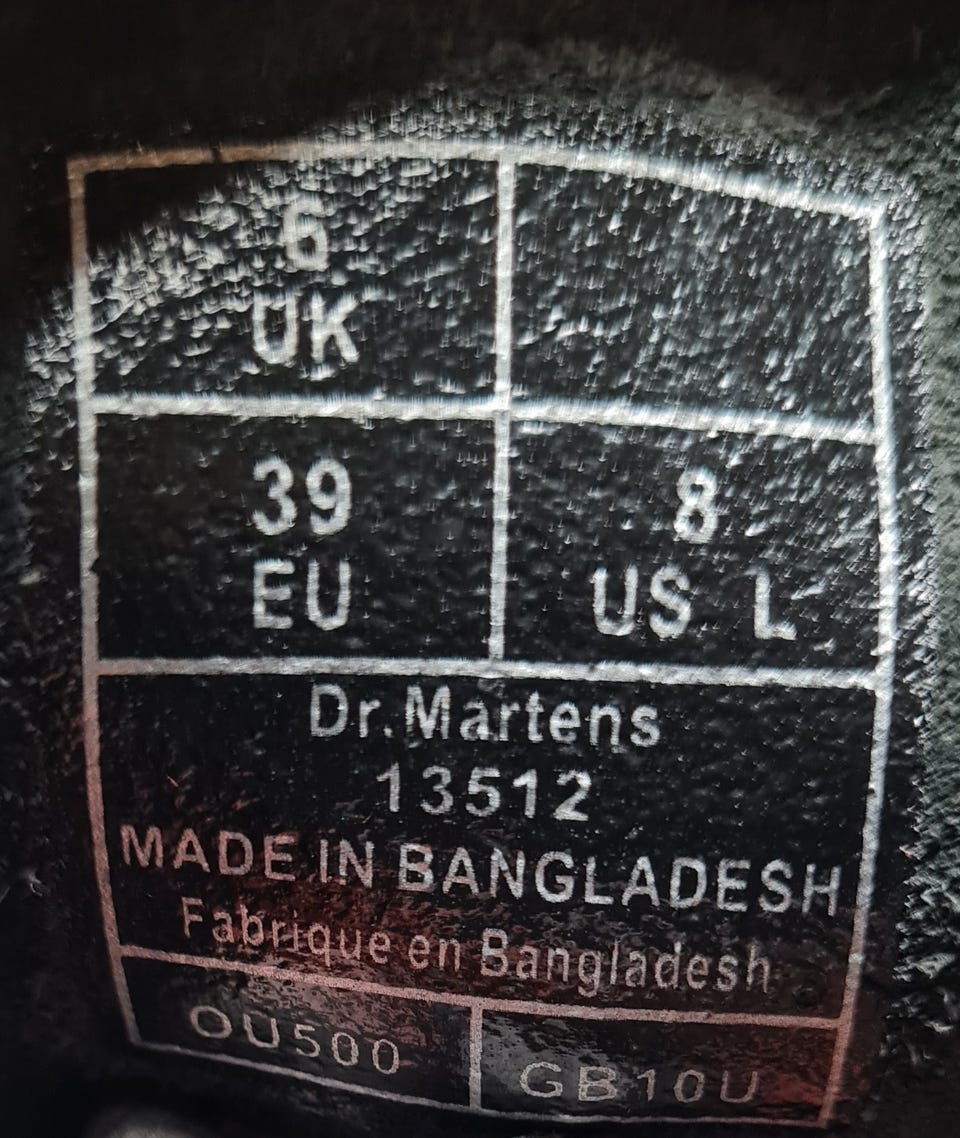 6
UK
39
EU
8
US L
Dr.Martens
13512
MADE IN BANGLADESH
Fabrique en Bangladesh
OU500
GB10U